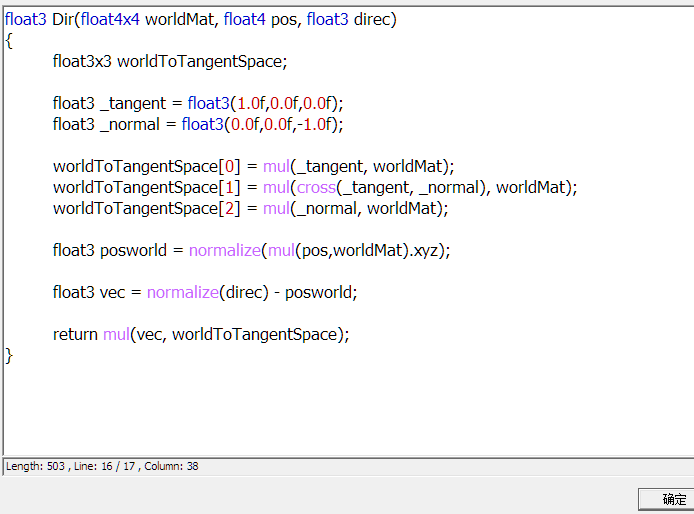 float3 Dir(float4x4 worldMat, float4 pos, float3 direc)
{
float3x3 worldToTangentSpace;
float3 _tangent = float3(1.0f,0.0f,0.0f);
float3 _normal = float3(0.0f,0.0f,-1.0f);
worldToTangentSpace[0] = mul(_tangent, worldMat);
worldToTangentSpace[1] = mul(cross(_tangent, _normal), worldMat);
worldToTangentSpace[2] = mul(_normal, worldMat);
float3 posworld = normalize(mul(pos,worldMat).xyz);
float3 vec = normalize(direc) - posworld;
return mul(vec, worldToTangentSpace);
}
Length: 503 , Line: 16 / 17 , Column: 38
确定